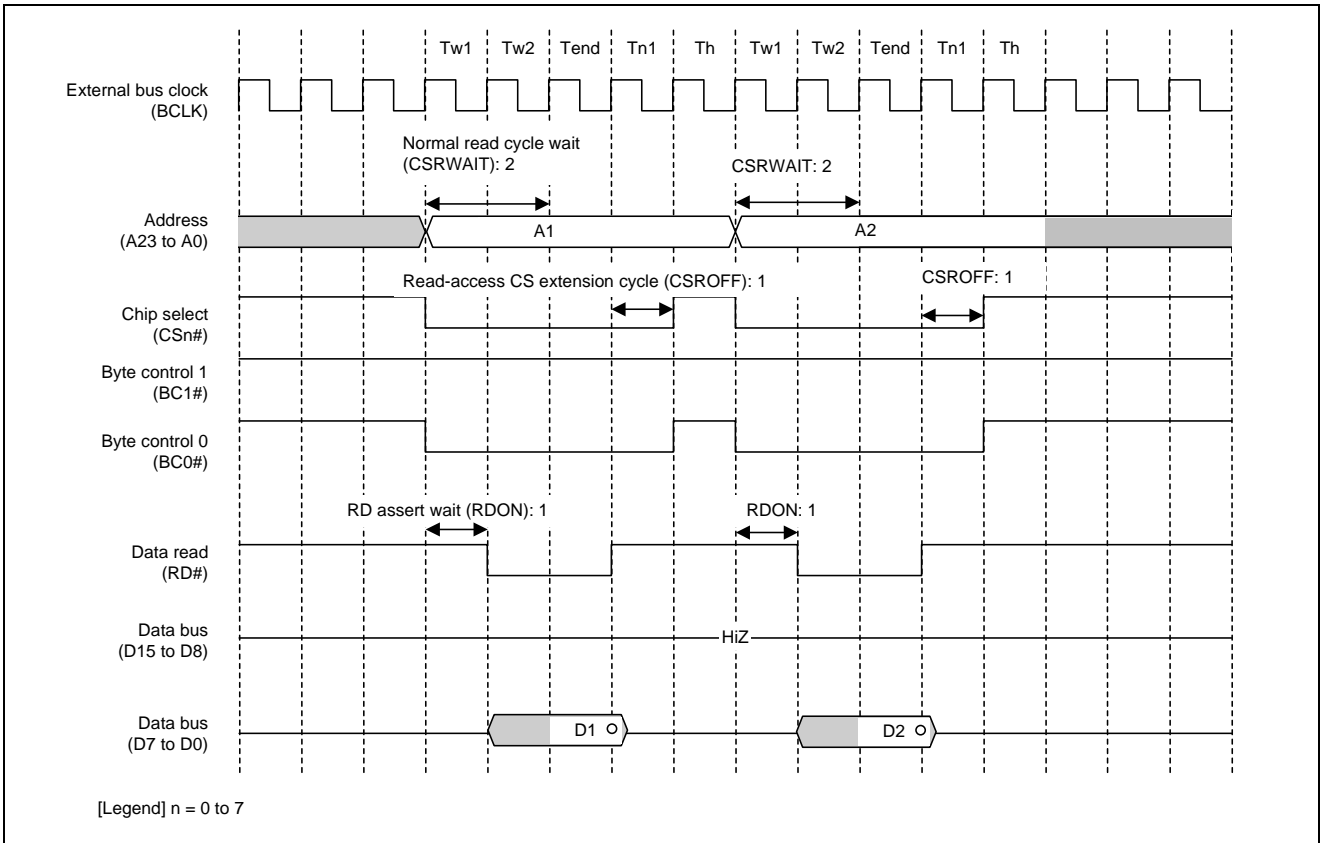 Tw1 Tw2 Tend Tn1 Th Tw1 Tw2 Tend Tn1 Th
External bus clock
(BCLK)
Normal read cycle wait
(CSRWAIT): 2
CSRWAIT: 2
Address
(A23 to A0)
A1
A2
Read-access CS extension cycle (CSROFF): 1
CSROFF: 1
Chip select
(CSn#)
Byte control 1
(BC1#)
Byte control 0
(BC0#)
RD assert wait (RDON): 1
RDON: 1
Data read
(RD#)
Data bus
(D15 to D8)
HiZ
Data bus
(D7 to D0)
D1
D2
[Legend] n = 0 to 7